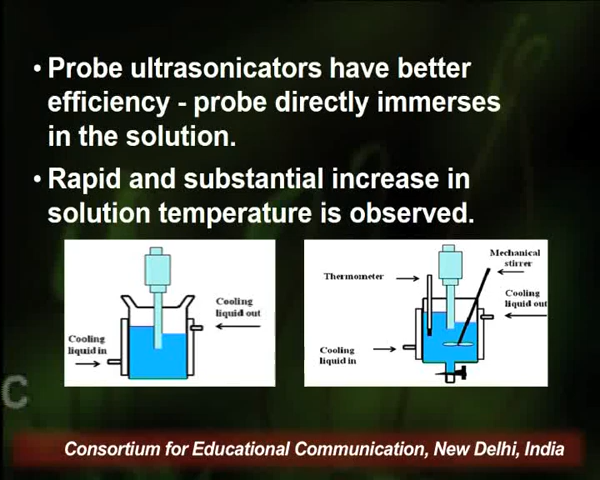 • Probe ultrasonicators have better
efficiency - probe directly immerses
in the solution.
• Rapid and substantial increase in
solution temperature is observed.
Cooling
liquid out
Cooling
liquid in
Mechanical
stirrer
Thermometer
Cooling
liquid out
Cooling
liquid in
C
Consortium for Educational Communication, New Delhi, India